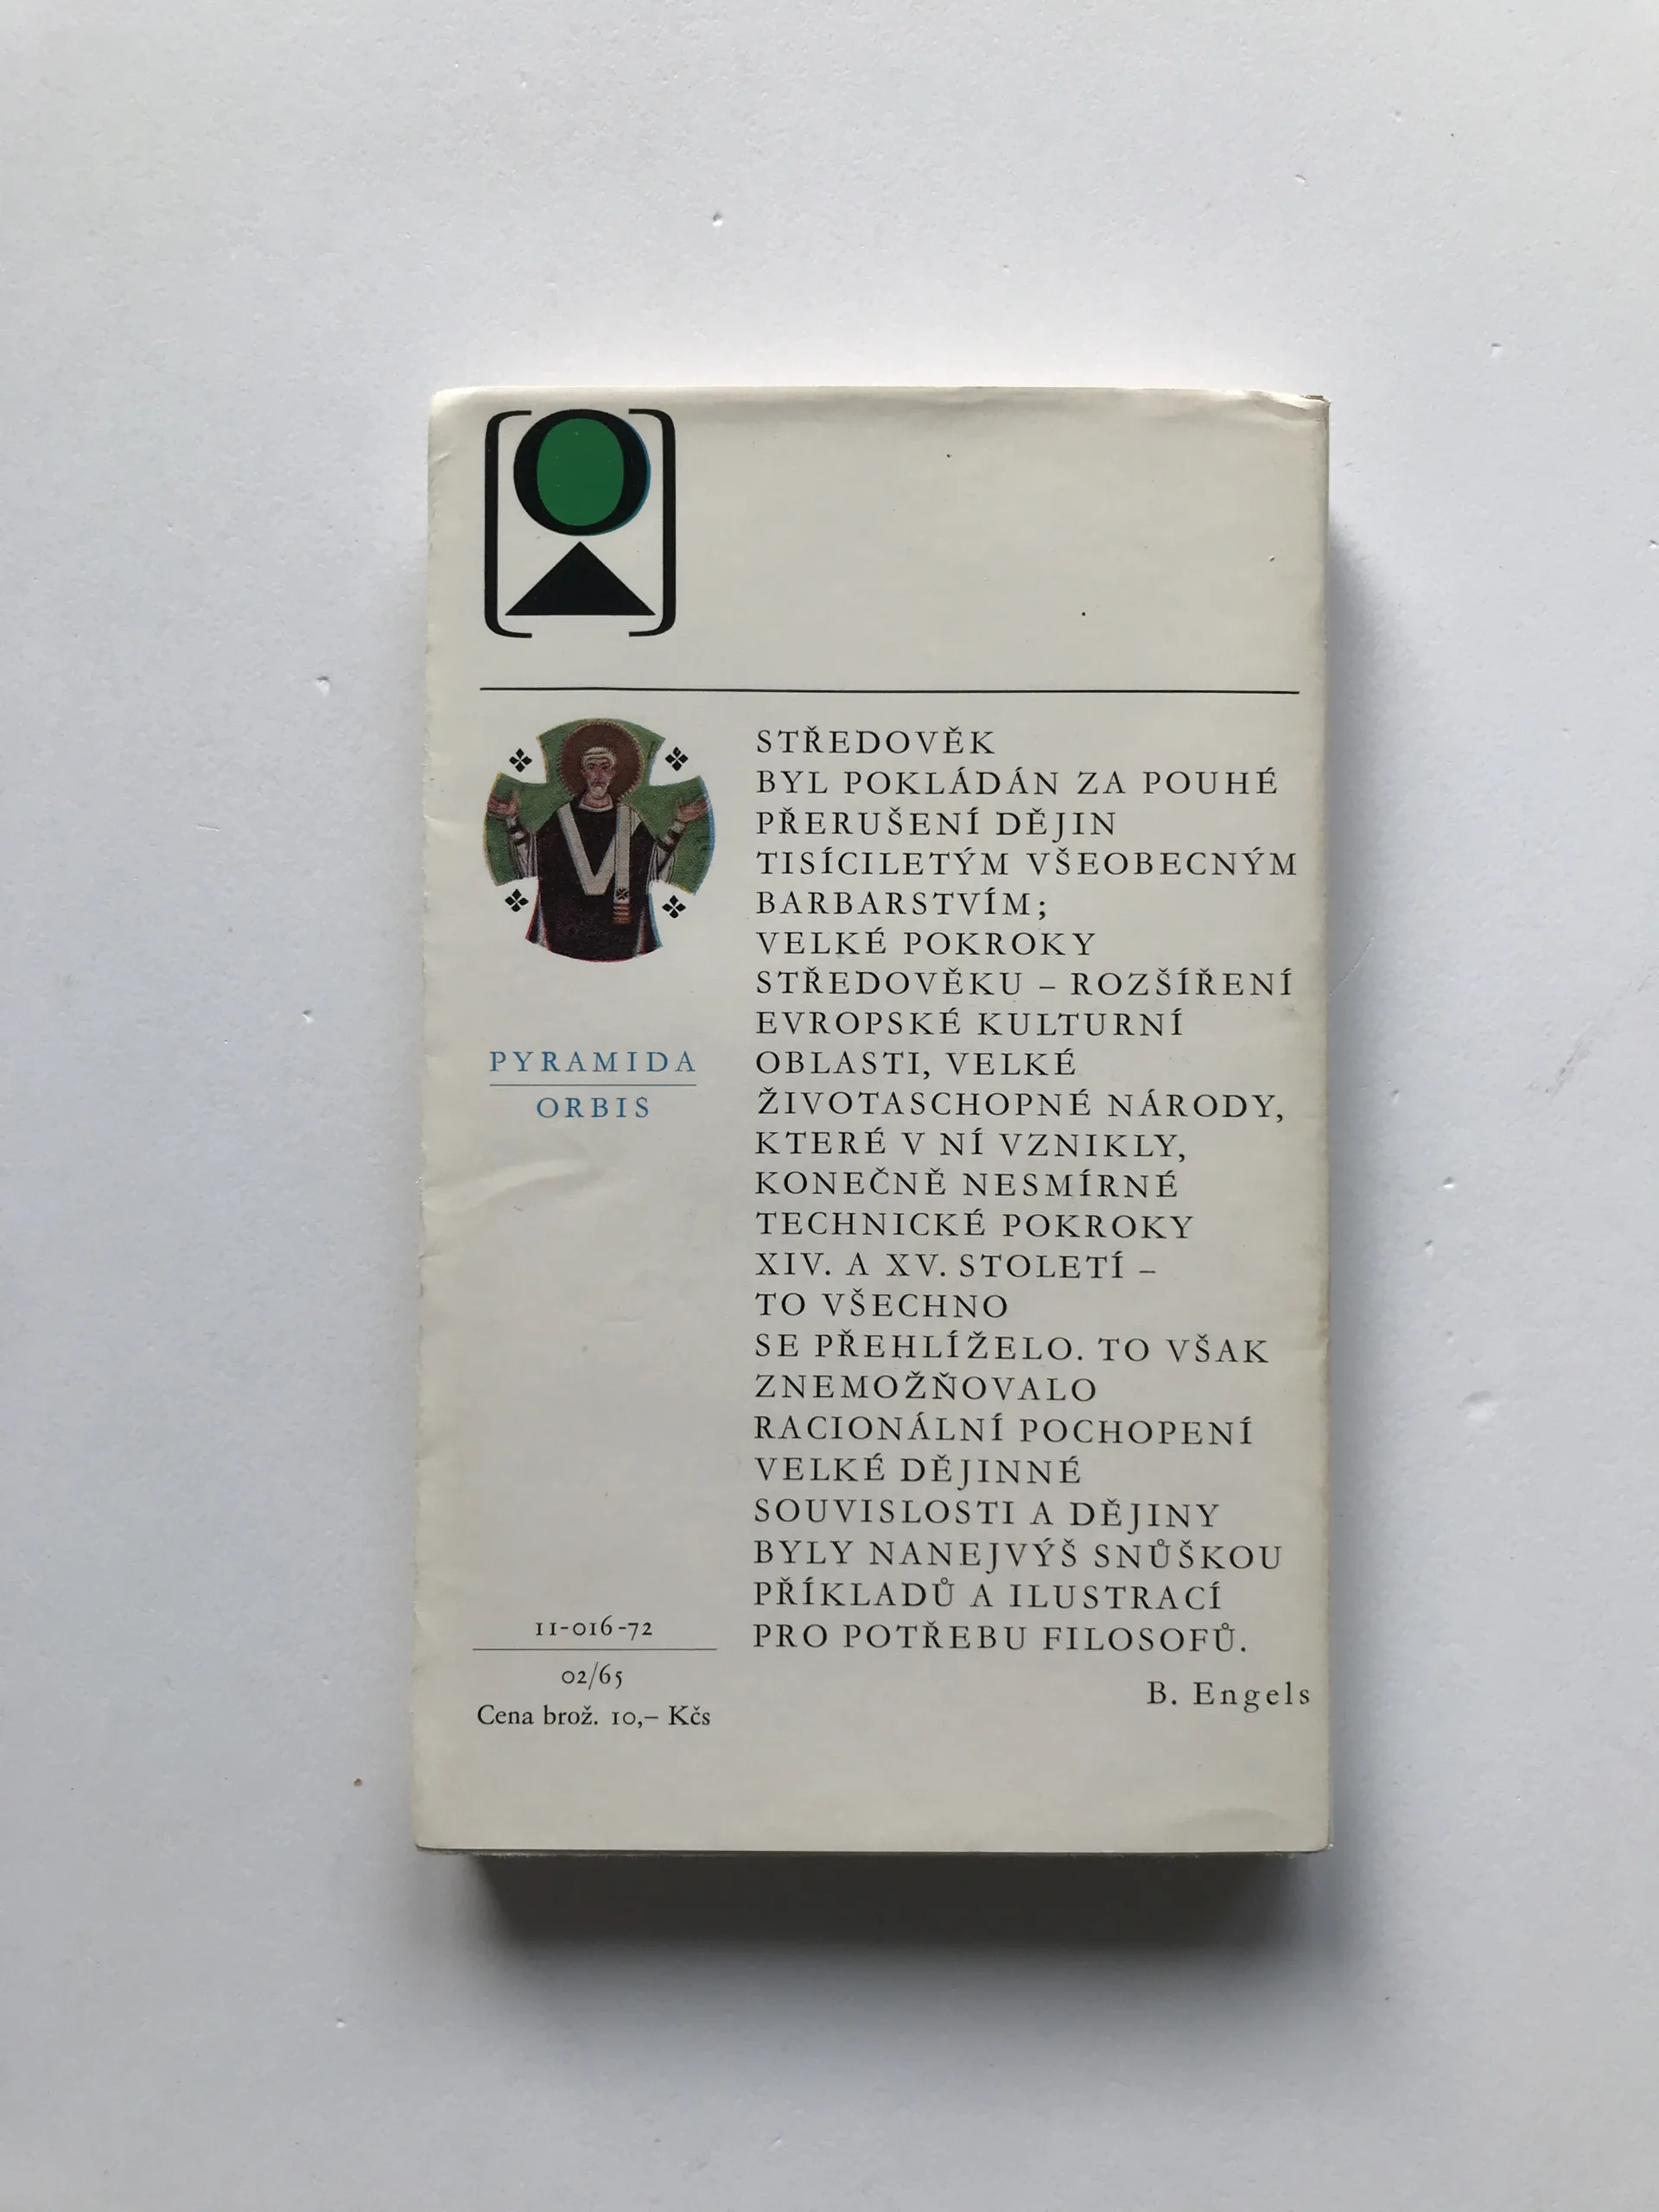 O
STŘEDOVĚK
BYL POKLÁDÁN ZA POUHÉ
PŘERUŠENÍ DĚJIN
TISÍCILETÝM VŠEOBECNÝM
BARBARSTVÍM;
VELKÉ POKROKY
STŘEDOVĚKU – ROZŠÍŘENÍ
EVROPSKÉ KULTURNÍ
OBLASTI, VELKÉ
ŽIVOTASCHOPNÉ NÁRODY,
KTERÉ V NÍ VZNIKLY,
KONEČNĚ NESMÍRNÉ
TECHNICKÉ POKROKY
XIV. A XV. STOLETÍ –
TO VŠECHNO
SE PŘEHLÍŽELO. TO VŠAK
ZNEMOŽŇOVALO
RACIONÁLNÍ POCHOPENÍ
VELKÉ DĚJINNÉ
SOUVISLOSTI A DĚJINY
BYLY NANEJVÝŠ SNŮŠKOU
PŘÍKLADŮ A ILUSTRACÍ
PRO POTŘEBU FILOSOFŮ.
B. Engels
PYRAMIDA
ORBIS
11-016-72
02/65
Cena brož. 10,– Kčs